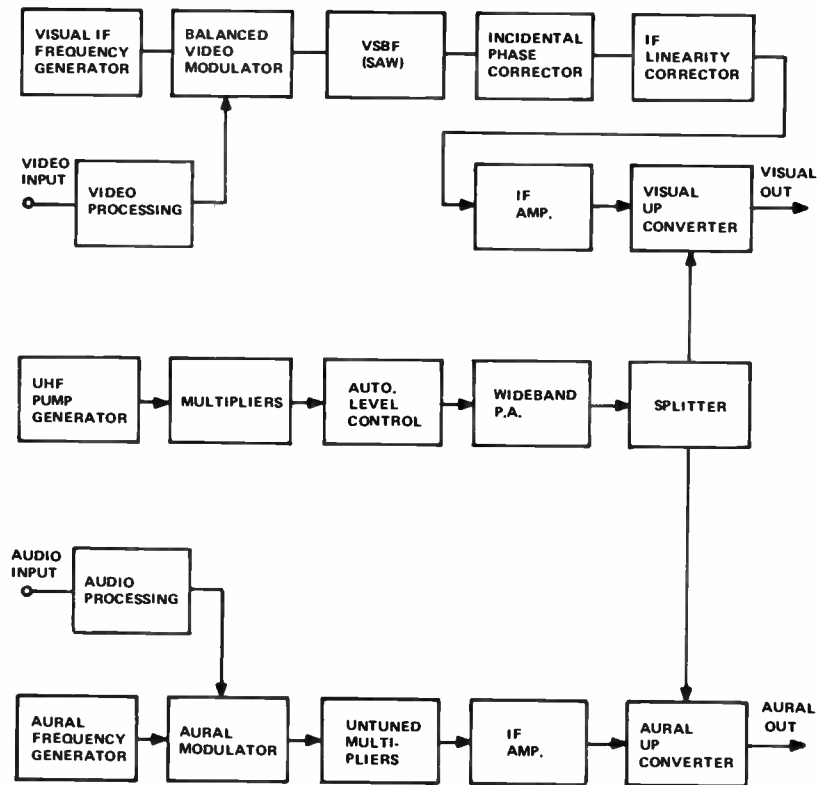 VISUAL IF
FREQUENCY
GENERATOR
BALANCED
VIDEO
MODULATOR
VSBF
(SAW)
INCIDENTAL
PHASE
CORRECTOR
IF
LINEARITY
CORRECTOR
VIDEO
INPUT
VIDEO
PROCESSING
IF
AMP.
VISUAL
UP
CONVERTER
VISUAL
OUT
UHF
PUMP
GENERATOR
MULTIPLIERS
AUTO.
LEVEL
CONTROL
WIDEBAND
P.A.
SPLITTER
AUDIO
INPUT
AUDIO
PROCESSING
AURAL
FREQUENCY
GENERATOR
AURAL
MODULATOR
UNTUNED
MULTI-
PLIERS
IF
AMP.
AURAL
UP
CONVERTER
AURAL
OUT